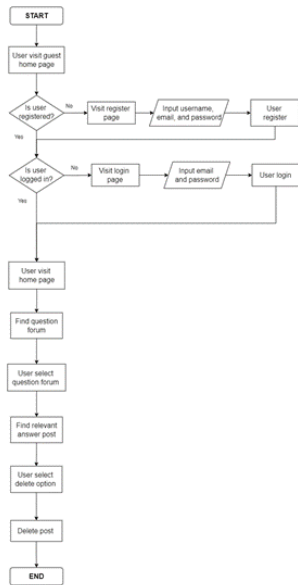 START
User visit guest
home page
Is user
registered?
No
Visit register
page
Input username,
email, and password
User
register
Yes
Is user
logged in?
No
Visit login
page
Input email
and password
User login
Yes
User visit
home page
Find question
forum
User select
question forum
Find relevant
answer post
User select
delete option
Delete post
END